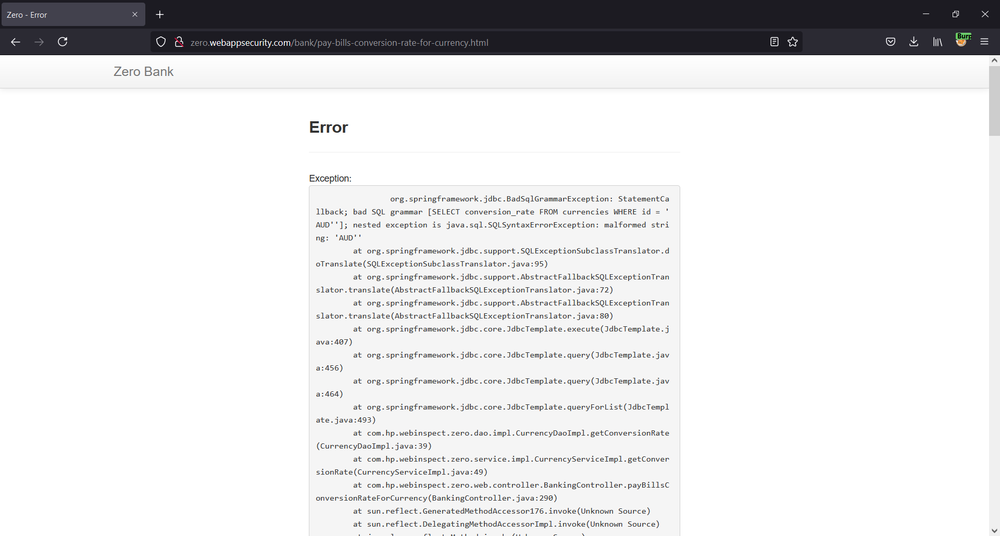 Zero - Error
zero.webappsecurity.com/bank/pay-bills-conversion-rate-for-currency.html
Burp
Zero Bank
Error
Exception:
org.springframework.jdbc.BadSqlGrammarException: StatementCa
llback; bad SQL grammar [SELECT conversion_rate FROM currencies WHERE id = '
AUD'']; nested exception is java.sql.SQLSyntaxErrorException: malformed stri
ng: 'AUD''
at org.springframework.jdbc.support.SQLExceptionSubclassTranslator.d
oTranslate(SQLExceptionSubclassTranslator.java:95)
at org.springframework.jdbc.support.AbstractFallbackSQLExceptionTran
slator.translate(AbstractFallbackSQLExceptionTranslator.java:72)
at org.springframework.jdbc.support.AbstractFallbackSQLExceptionTran
slator.translate(AbstractFallbackSQLExceptionTranslator.java:80)
at org.springframework.jdbc.core.JdbcTemplate.execute(JdbcTemplate.j
ava:407)
at org.springframework.jdbc.core.JdbcTemplate.query(JdbcTemplate.jav
a:456)
at org.springframework.jdbc.core.JdbcTemplate.query(JdbcTemplate.jav
a:464)
at org.springframework.jdbc.core.JdbcTemplate.queryForList(JdbcTempl
ate.java:493)
at com.hp.webinspect.zero.dao.impl.CurrencyDaoImpl.getConversionRate
(CurrencyDaoImpl.java:39)
at com.hp.webinspect.zero.service.impl.CurrencyServiceImpl.getConver
sionRate(CurrencyServiceImpl.java:49)
at com.hp.webinspect.zero.web.controller.BankingController.payBillsC
onversionRateForCurrency(BankingController.java:290)
at sun.reflect.GeneratedMethodAccessor176.invoke(Unknown Source)
at sun.reflect.DelegatingMethodAccessorImpl.invoke(Unknown Source)